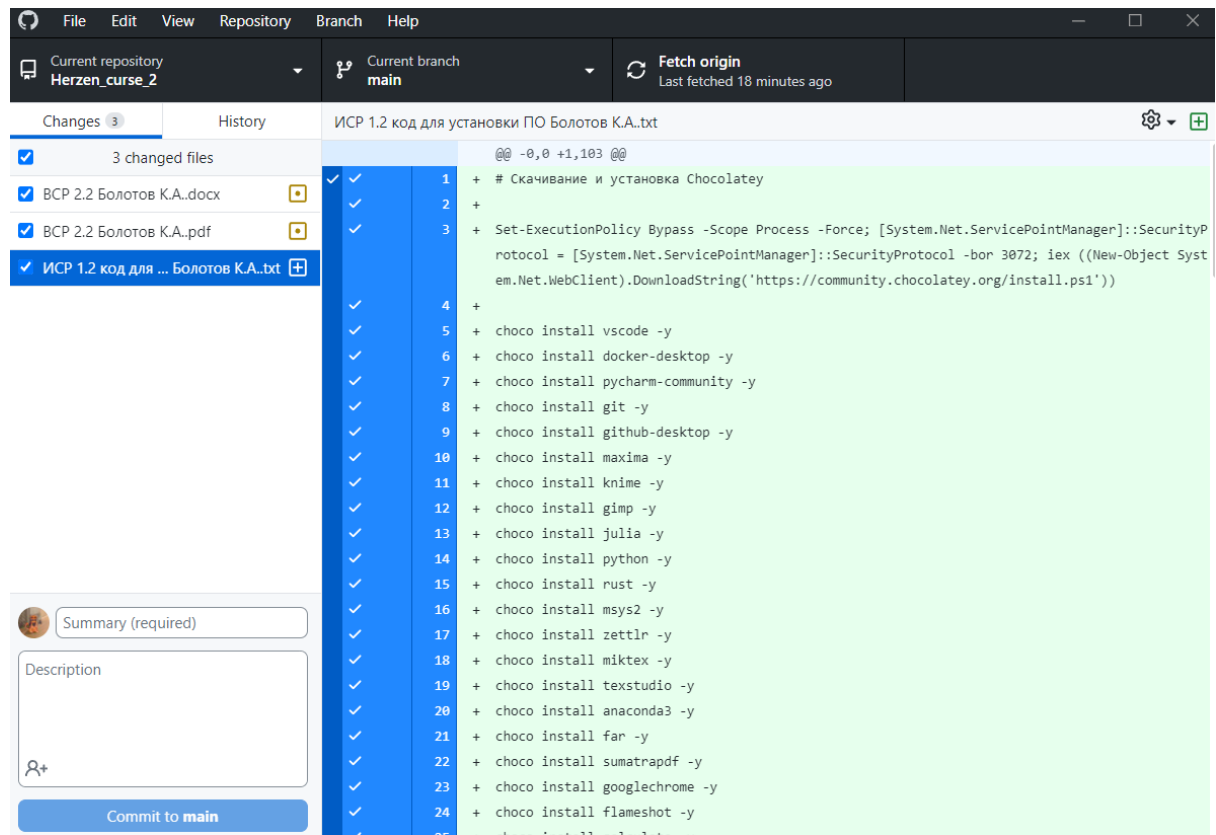 File Edit View Repository Branch Help
Current repository
Herzen_curse_2
Current branch
main
Fetch origin
Last fetched 18 minutes ago
Changes 3
History
3 changed files
ВСР 2.2 Болотов К.А..docx
ВСР 2.2 Болотов К.А..pdf
ИСР 1.2 код для ... Болотов К.А..txt
Summary (required)
Description
Commit to main
ИСР 1.2 код для установки ПО Болотов К.А..txt
@@ -0,0 +1,103 @@
1 + # Скачивание и установка Chocolatey
2 +
3 + Set-ExecutionPolicy Bypass -Scope Process -Force; [System.Net.ServicePointManager]::SecurityP
rotocol = [System.Net.ServicePointManager]::SecurityProtocol -bor 3072; iex ((New-Object Syst
em.Net.WebClient).DownloadString('https://community.chocolatey.org/install.ps1'))
4 +
5 + choco install vscode -y
6 + choco install docker-desktop -y
7 + choco install pycharm-community -y
8 + choco install git -y
9 + choco install github-desktop -y
10 + choco install maxima -y
11 + choco install knime -y
12 + choco install gimp -y
13 + choco install julia -y
14 + choco install python -y
15 + choco install rust -y
16 + choco install msys2 -y
17 + choco install zettlr -y
18 + choco install miktex -y
19 + choco install texstudio -y
20 + choco install anaconda3 -y
21 + choco install far -y
22 + choco install sumatrapdf -y
23 + choco install googlechrome -y
24 + choco install flameshot -y